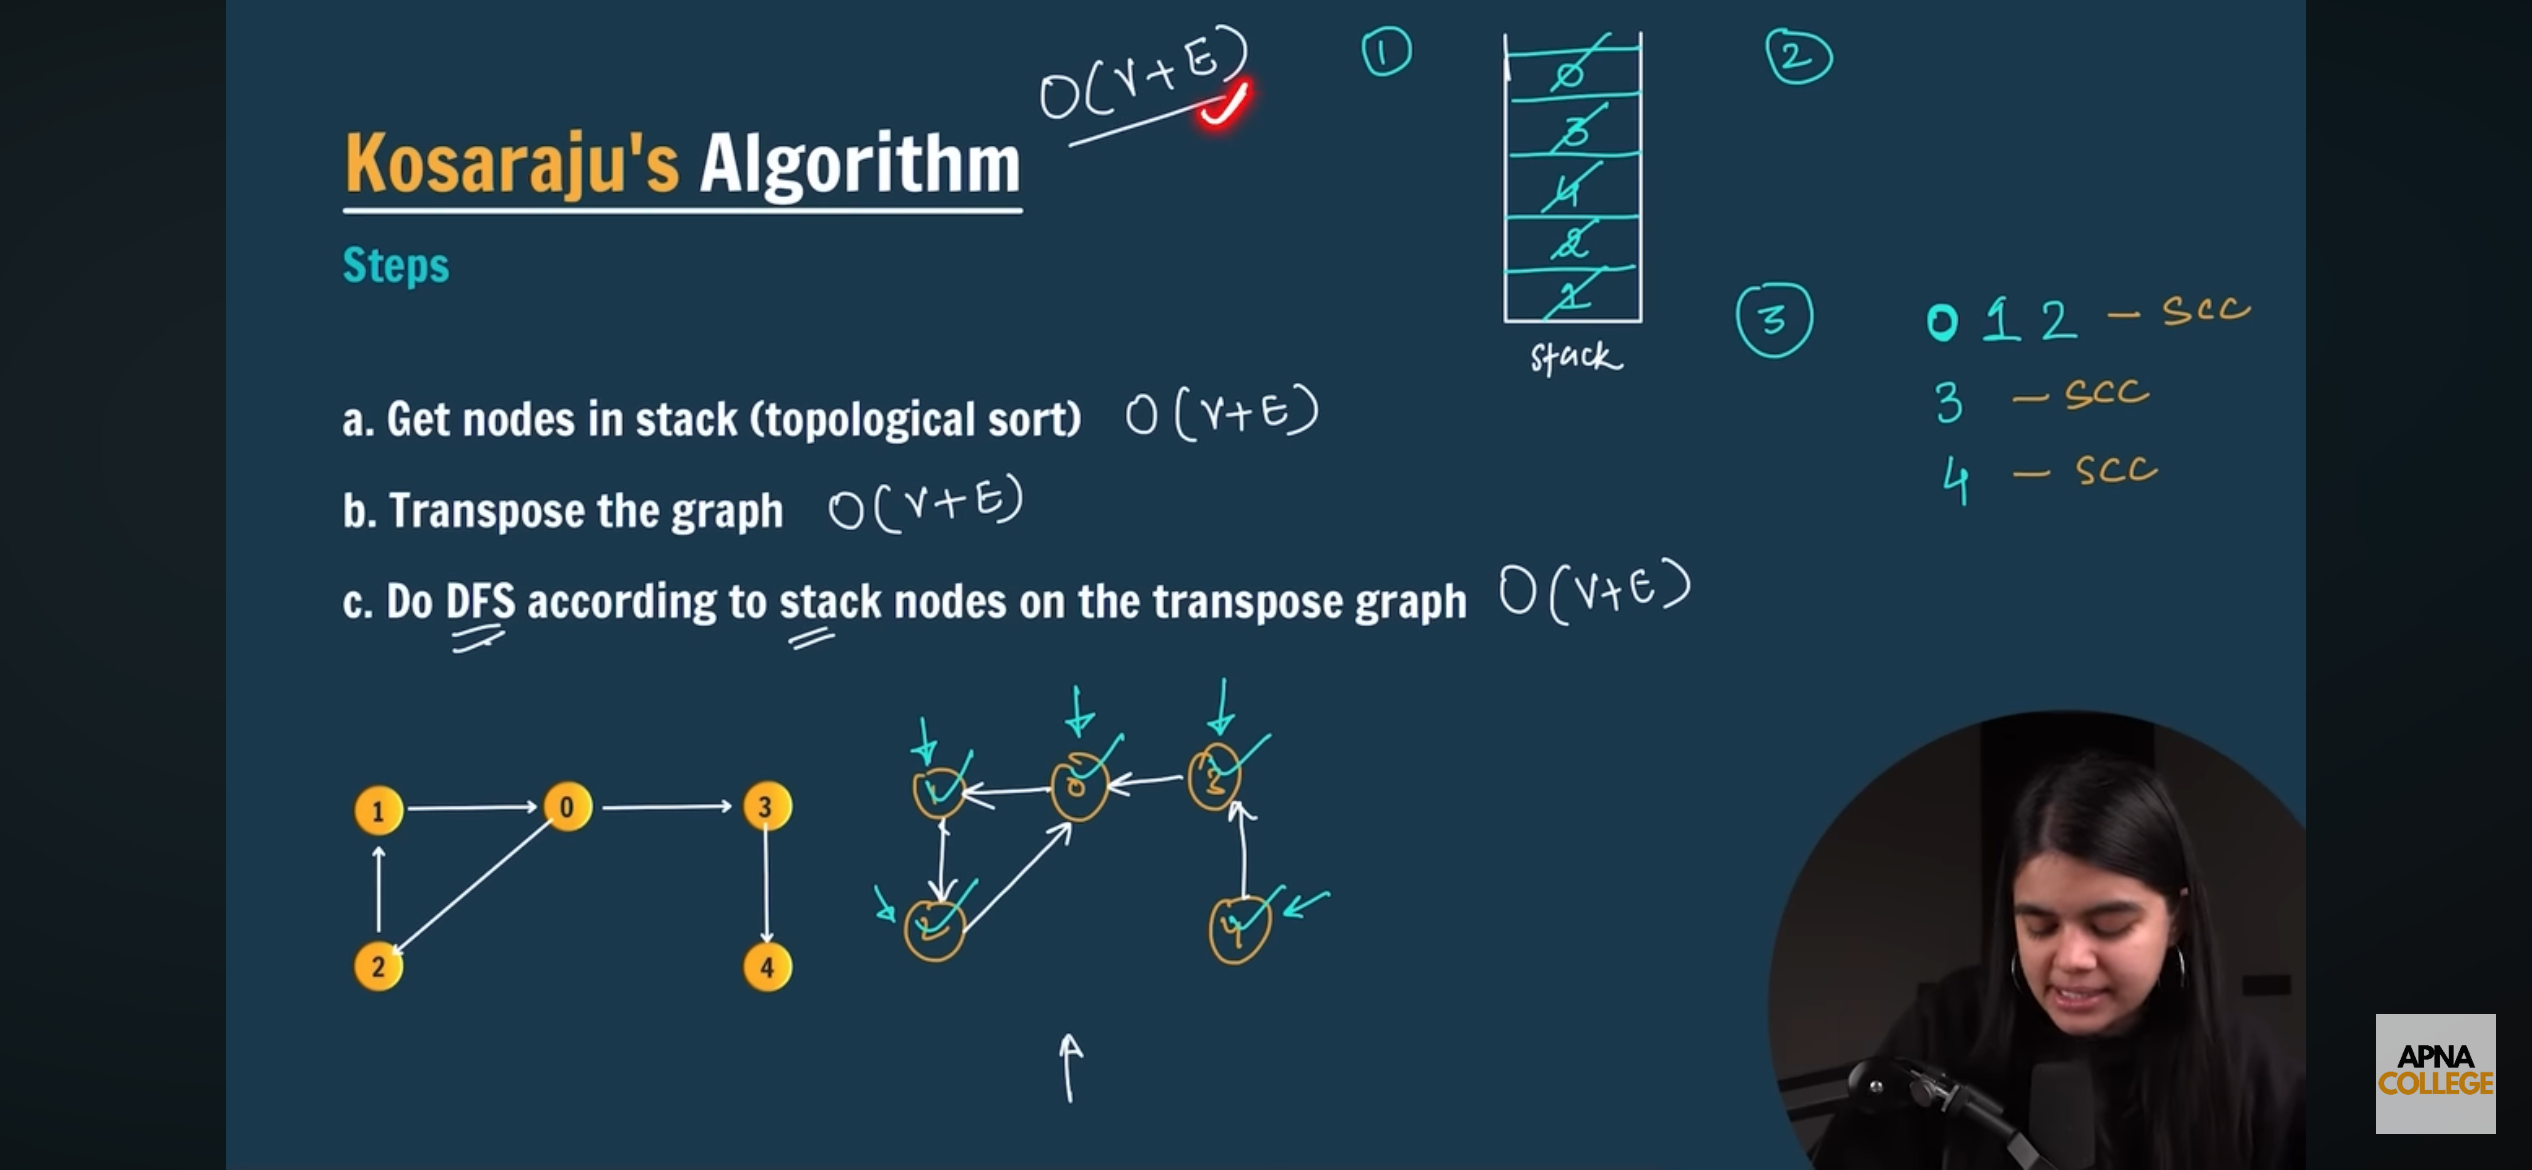 O(V+E)
Kosaraju's Algorithm
Steps
a. Get nodes in stack (topological sort) O(V+E)
b. Transpose the graph O(V+E)
c. Do DFS according to stack nodes on the transpose graph O(V+E)
1
0
3
4
2
1
stack
2
3
0 1 2 - SCC
3 - SCC
4 - SCC
1 0 3
2 4
1 0 3
2 4
APNA
COLLEGE